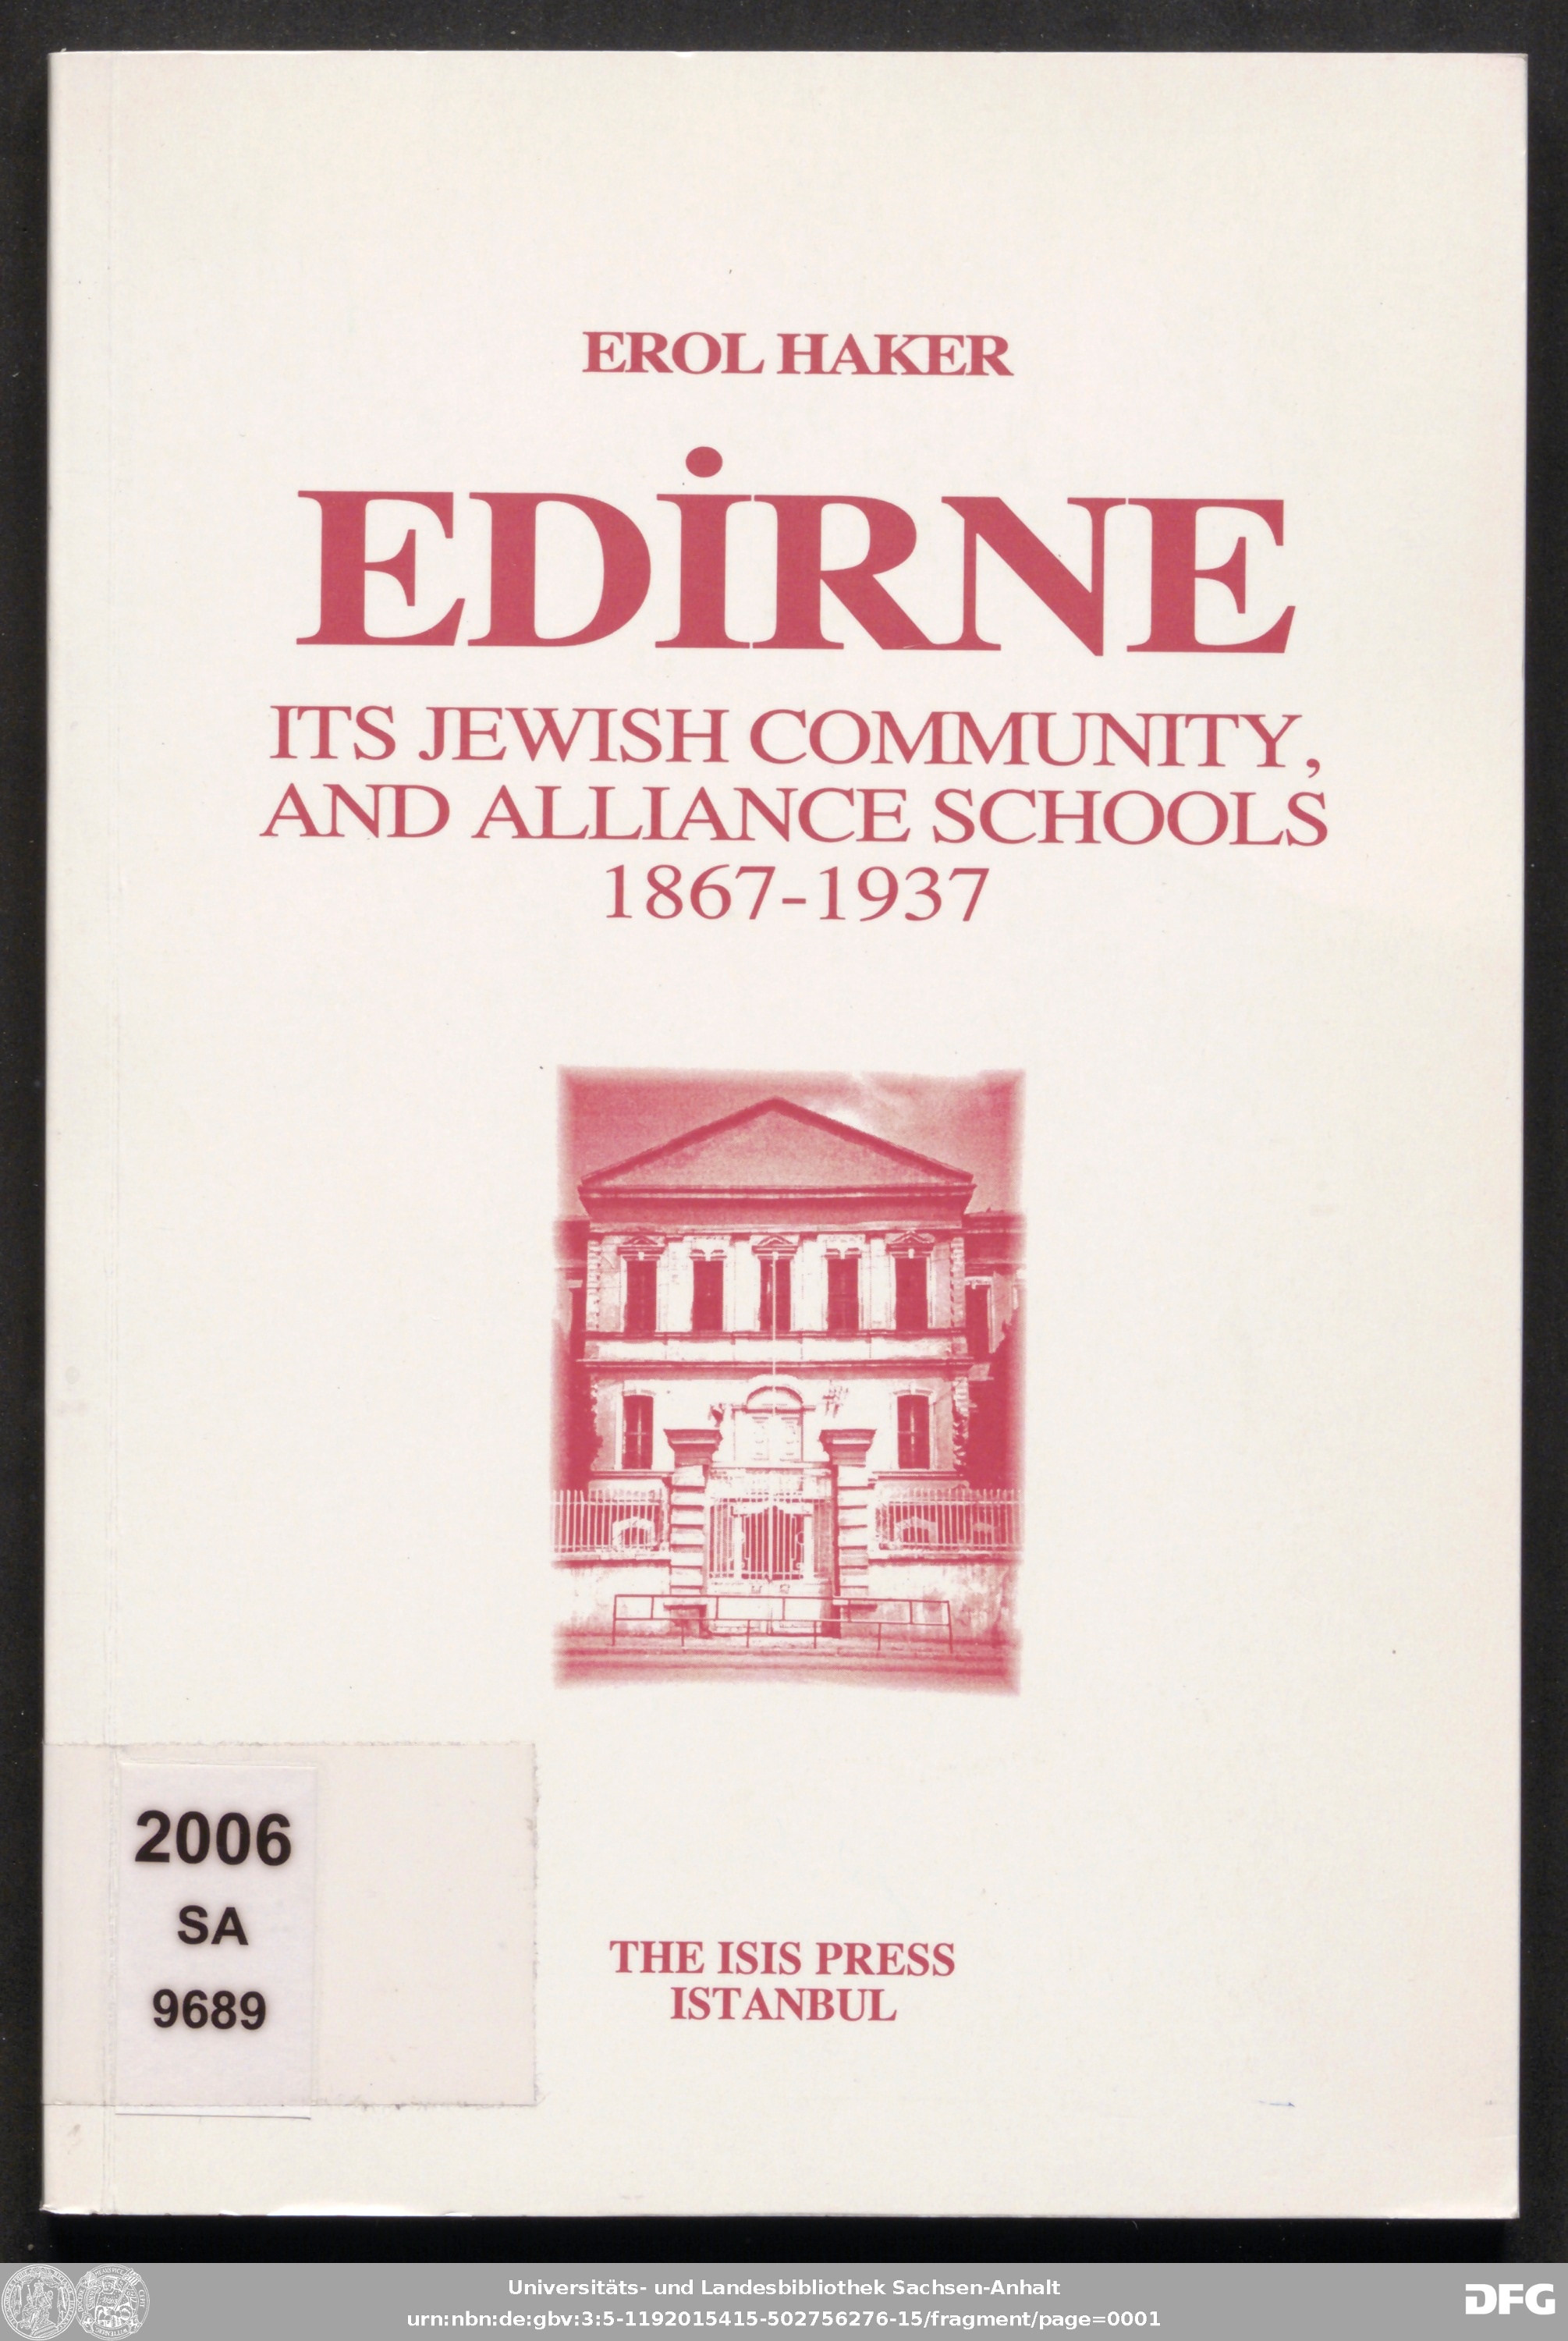 EROL HAKER
EDİRNE
ITS JEWISH COMMUNITY,
AND ALLIANCE SCHOOLS
1867-1937
2006
SA
9689
THE ISIS PRESS
ISTANBUL
Universitäts- und Landesbibliothek Sachsen-Anhalt
urn:nbn:de:gbv:3:5-1192015415-502756276-15/fragment/page=0001
DFG